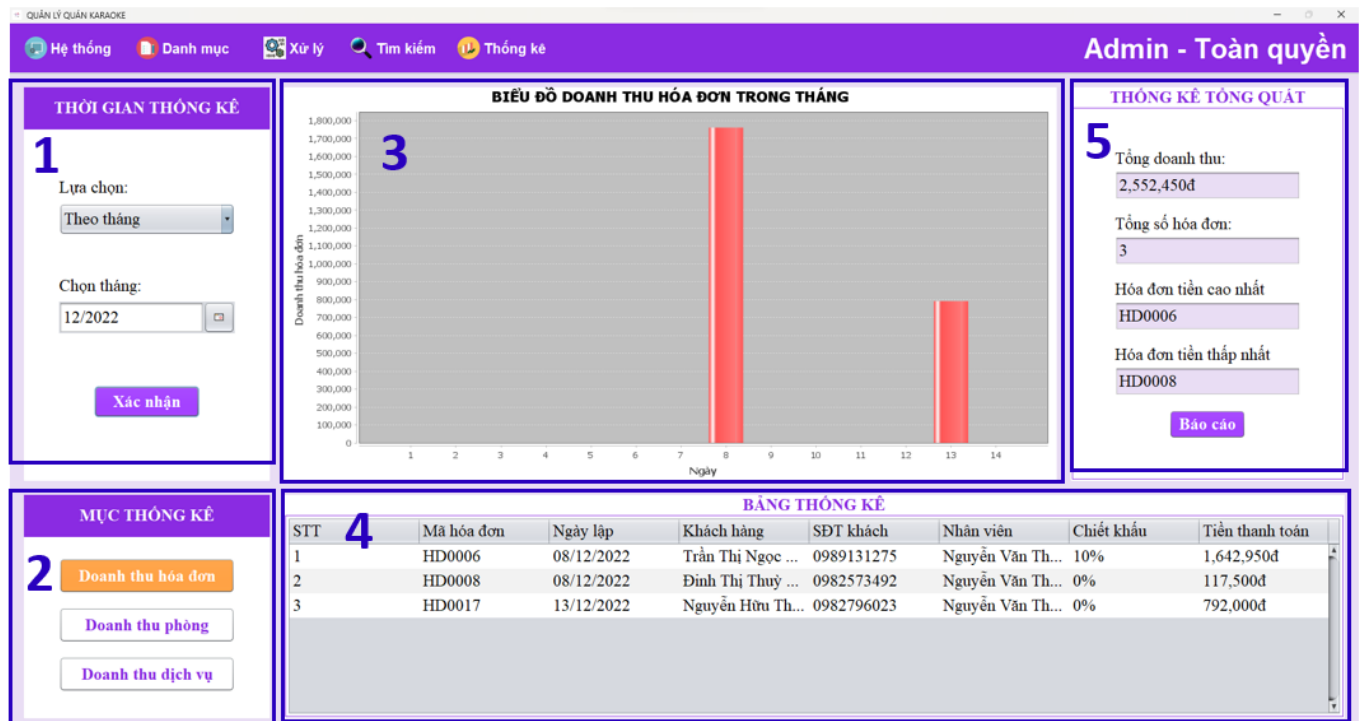 QUẢN LÝ QUÁN KARAOKE
Hệ thống Danh mục Xử lý Tìm kiếm Thống kê Admin - Toàn quyền
THỜI GIAN THỐNG KÊ
1
Lựa chọn:
Theo tháng
Chọn tháng:
12/2022
Xác nhận
MỤC THỐNG KÊ
2
Doanh thu hóa đơn
Doanh thu phòng
Doanh thu dịch vụ
BIỂU ĐỒ DOANH THU HÓA ĐƠN TRONG THÁNG
3
Doanh thu hóa đơn
1,800,000
1,700,000
1,600,000
1,500,000
1,400,000
1,300,000
1,200,000
1,100,000
1,000,000
900,000
800,000
700,000
600,000
500,000
400,000
300,000
200,000
100,000
0
1 2 3 4 5 6 7 8 9 10 11 12 13 14
Ngày
THỐNG KÊ TỔNG QUÁT
5
Tổng doanh thu:
2,552,450đ
Tổng số hóa đơn:
3
Hóa đơn tiền cao nhất
HD0006
Hóa đơn tiền thấp nhất
HD0008
Báo cáo
BẢNG THỐNG KÊ
4
STT Mã hóa đơn Ngày lập Khách hàng SĐT khách Nhân viên Chiết khấu Tiền thanh toán
1 HD0006 08/12/2022 Trần Thị Ngọc ... 0989131275 Nguyễn Văn Th... 10% 1,642,950đ
2 HD0008 08/12/2022 Đinh Thị Thuỳ ... 0982573492 Nguyễn Văn Th... 0% 117,500đ
3 HD0017 13/12/2022 Nguyễn Hữu Th... 0982796023 Nguyễn Văn Th... 0% 792,000đ